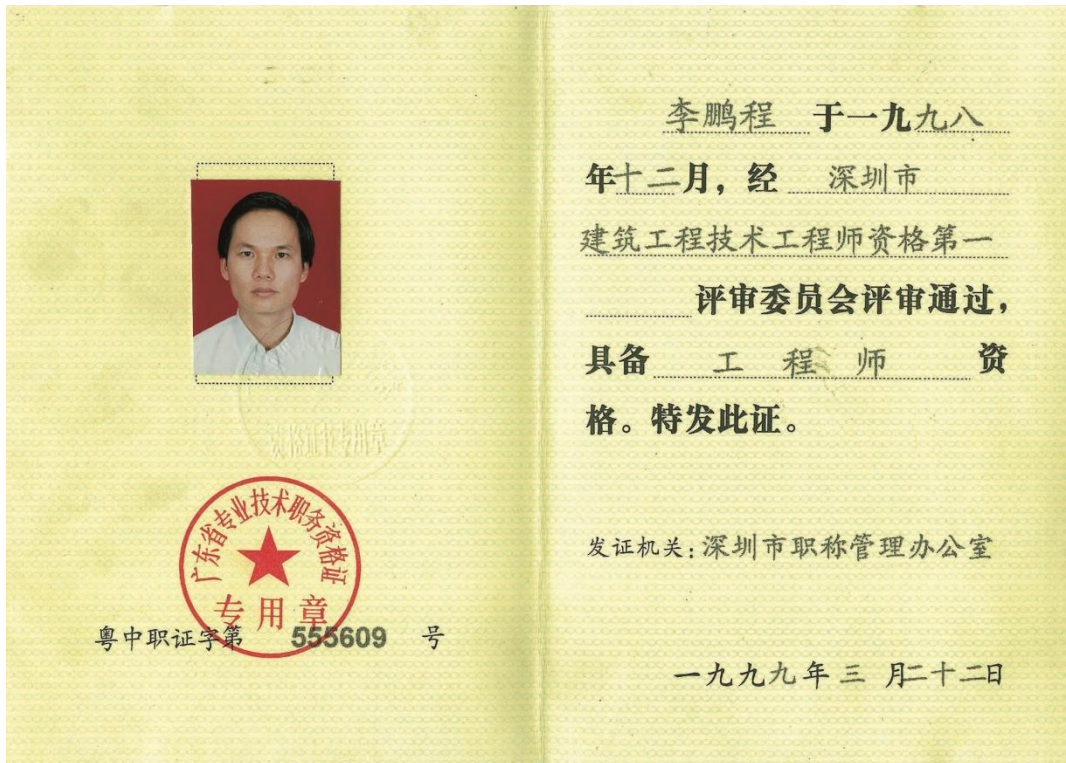 广东省专业技术职务资格证
专用章
粤中职证字第 555609 号
李鹏程 于一九九八
年十二月，经 深圳市
建筑工程技术工程师资格第一
评审委员会评审通过，
具备 工程师 资
格。特发此证。
发证机关：深圳市职称管理办公室
一九九九年三月二十二日